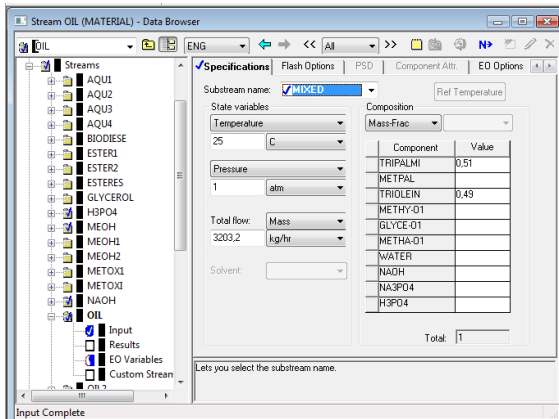 Stream OIL (MATERIAL) - Data Browser
OIL ENG << All >> N>
Streams
AQU1
AQU2
AQU3
AQU4
BIODIESE
ESTER1
ESTER2
ESTERES
GLYCEROL
H3PO4
MEOH
MEOH1
MEOH2
METOX1
METOXI
NAOH
OIL
Input
Results
EO Variables
Custom Stream
Specifications Flash Options PSD Component Attr. EO Options
Substream name: MIXED Ref Temperature
State variables
Temperature
25 C
Pressure
1 atm
Total flow: Mass
3203,2 kg/hr
Solvent:
Composition
Mass-Frac
Component Value
TRIPALMI 0,51
METPAL
TRIOLEIN 0,49
METHY-01
GLYCE-01
METHA-01
WATER
NAOH
NA3PO4
H3PO4
Total: 1
Lets you select the substream name.
Input Complete